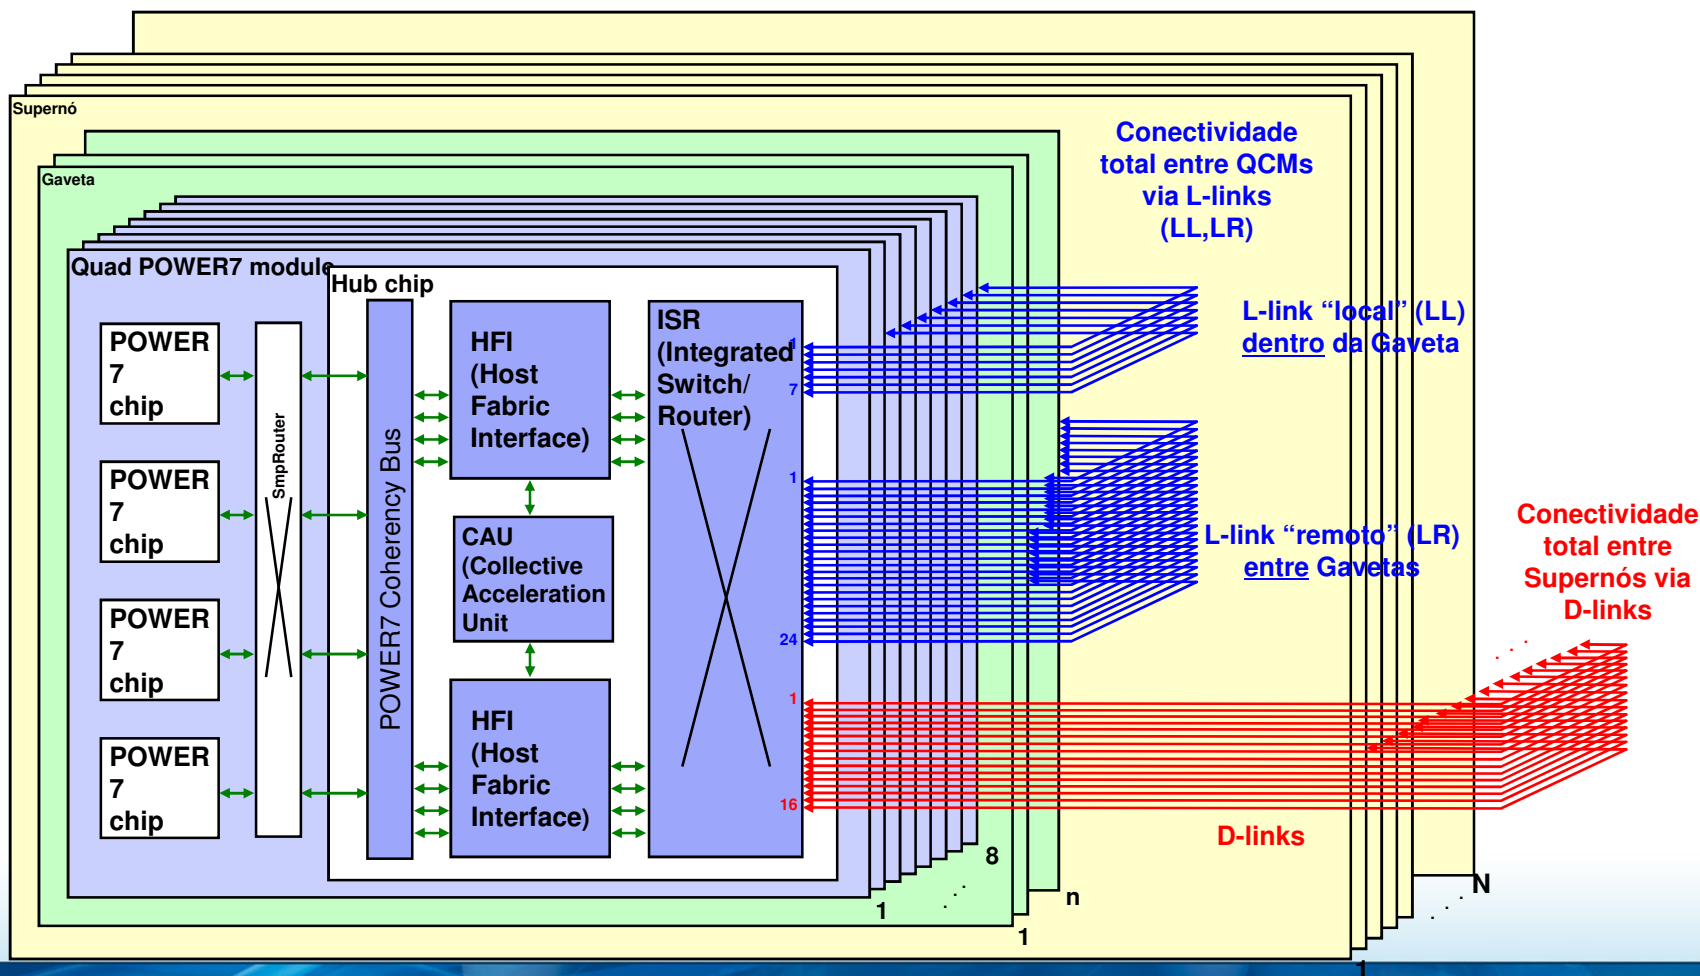 Supernó
Gaveta
Quad POWER7 module
Hub chip
POWER
7
chip
POWER
7
chip
POWER
7
chip
POWER
7
chip
SmpRouter
POWER7 Coherency Bus
HFI
(Host
Fabric
Interface)
CAU
(Collective
Acceleration
Unit
HFI
(Host
Fabric
Interface)
ISR
(Integrated
Switch/
Router)
1
7
1
24
1
16
Conectividade
total entre QCMs
via L-links
(LL,LR)
L-link “local” (LL)
dentro da Gaveta
L-link “remoto” (LR)
entre Gavetas
Conectividade
total entre
Supernós via
D-links
. . .
D-links
8
. . .
1
n
1
N
. . .
1